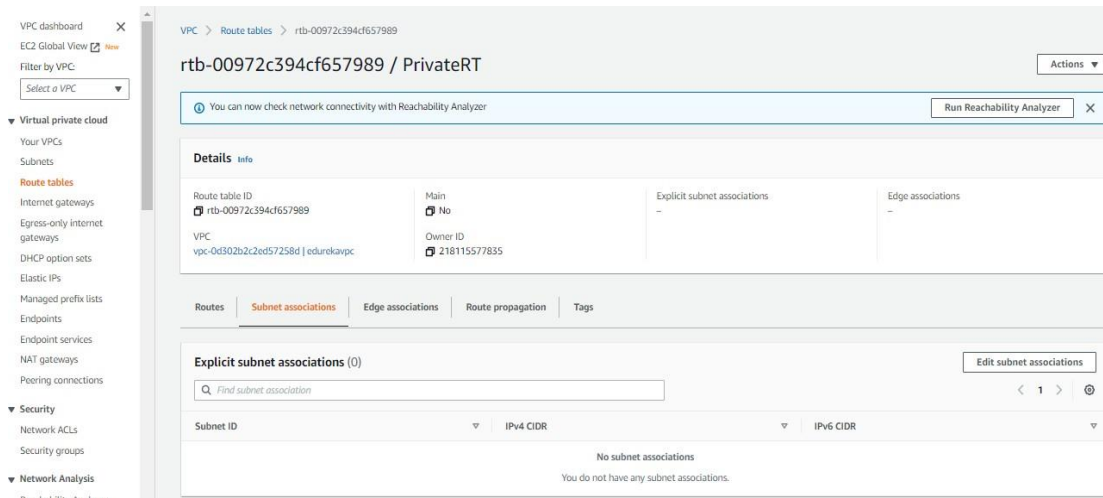 VPC dashboard
EC2 Global View New
Filter by VPC:
Select a VPC
Virtual private cloud
Your VPCs
Subnets
Route tables
Internet gateways
Egress-only internet
gateways
DHCP option sets
Elastic IPs
Managed prefix lists
Endpoints
Endpoint services
NAT gateways
Peering connections
Security
Network ACLs
Security groups
Network Analysis
VPC > Route tables > rtb-00972c394cf657989
rtb-00972c394cf657989 / PrivateRT
Actions
You can now check network connectivity with Reachability Analyzer
Run Reachability Analyzer
Details Info
Route table ID
rtb-00972c394cf657989
Main
No
Explicit subnet associations
–
Edge associations
–
VPC
vpc-0d302b2c2ed57258d | edurekavpc
Owner ID
218115577835
Routes
Subnet associations
Edge associations
Route propagation
Tags
Explicit subnet associations (0)
Edit subnet associations
Find subnet association
< 1 >
Subnet ID
IPv4 CIDR
IPv6 CIDR
No subnet associations
You do not have any subnet associations.